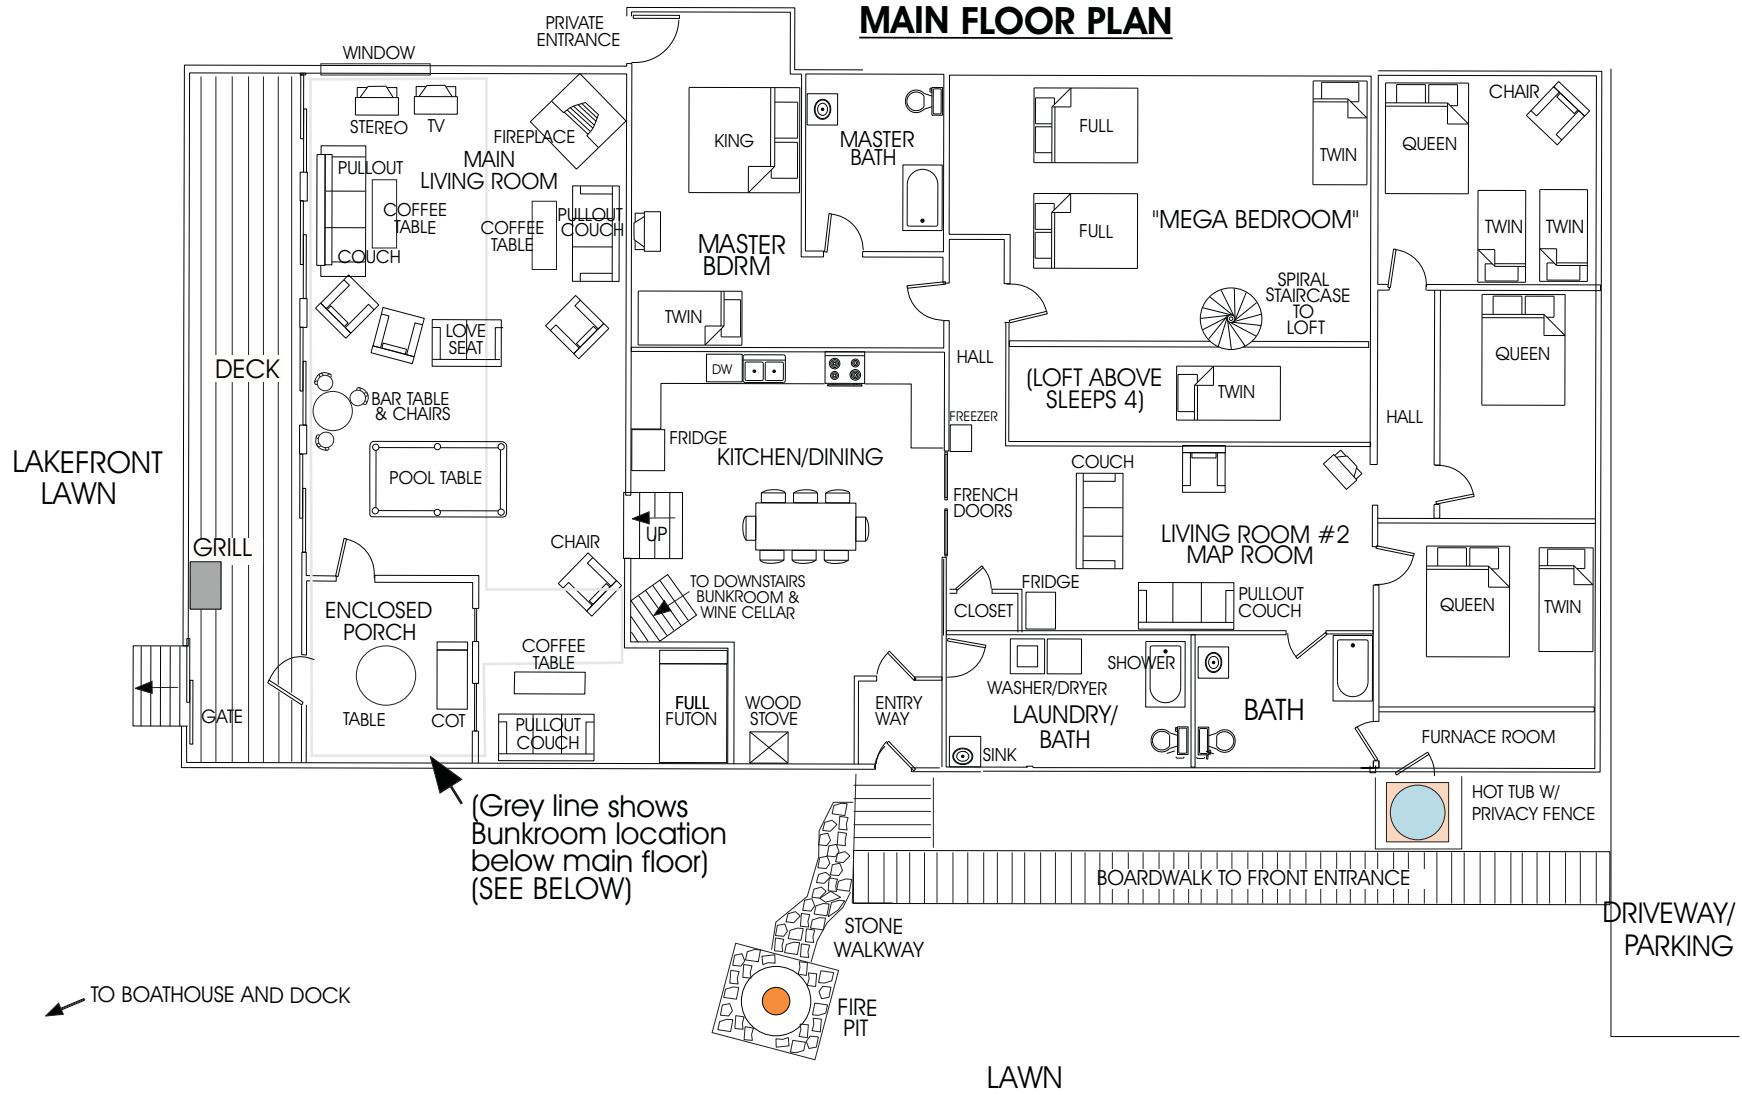 MAIN FLOOR PLAN
PRIVATE
ENTRANCE
WINDOW
STEREO
TV
FIREPLACE
MAIN
LIVING ROOM
PULLOUT
COUCH
COFFEE
TABLE
COFFEE
TABLE
PULLOUT
COUCH
LOVE
SEAT
BAR TABLE
& CHAIRS
POOL TABLE
CHAIR
DECK
LAKEFRONT
LAWN
GRILL
GATE
ENCLOSED
PORCH
TABLE
COT
COFFEE
TABLE
PULLOUT
COUCH
FULL
FUTON
KING
MASTER
BATH
MASTER
BDRM
TWIN
DW
FRIDGE
KITCHEN/DINING
UP
TO DOWNSTAIRS
BUNKROOM &
WINE CELLAR
WOOD
STOVE
ENTRY
WAY
HALL
FREEZER
FRENCH
DOORS
FULL
FULL
TWIN
"MEGA BEDROOM"
SPIRAL
STAIRCASE
TO
LOFT
(LOFT ABOVE
SLEEPS 4)
TWIN
COUCH
LIVING ROOM #2
MAP ROOM
FRIDGE
CLOSET
PULLOUT
COUCH
QUEEN
CHAIR
TWIN
TWIN
HALL
QUEEN
QUEEN
TWIN
WASHER/DRYER
SHOWER
LAUNDRY/
BATH
SINK
BATH
FURNACE ROOM
HOT TUB W/
PRIVACY FENCE
(Grey line shows
Bunkroom location
below main floor)
(SEE BELOW)
BOARDWALK TO FRONT ENTRANCE
STONE
WALKWAY
DRIVEWAY/
PARKING
TO BOATHOUSE AND DOCK
FIRE
PIT
LAWN